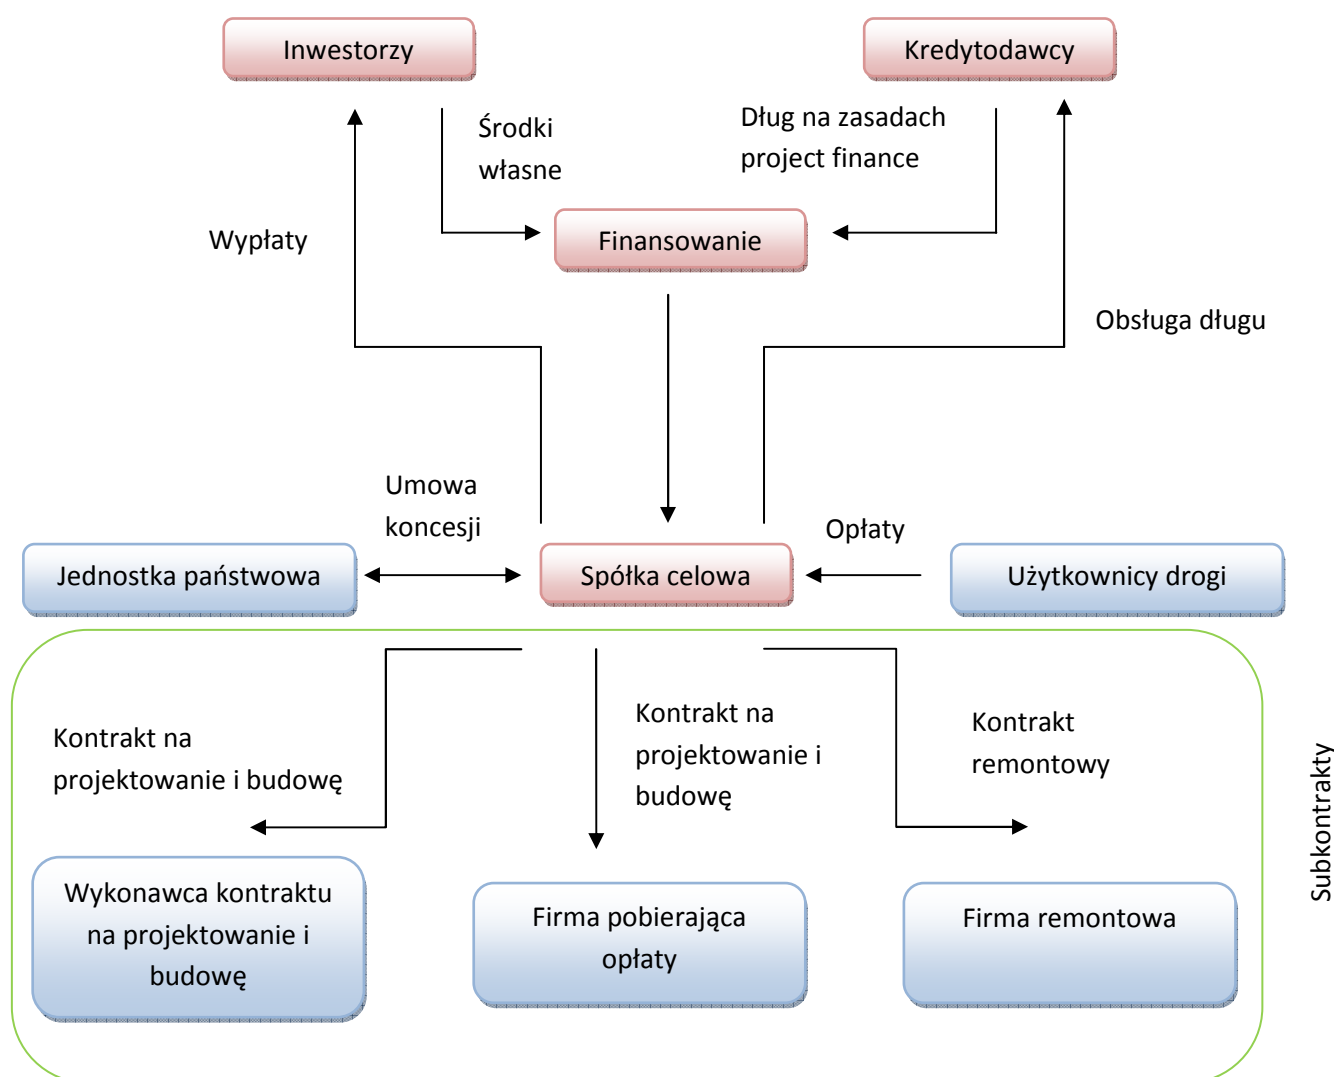 Inwestorzy
Kredytodawcy
Środki
własne
Dług na zasadach
project finance
Wypłaty
Finansowanie
Obsługa długu
Umowa
koncesji
Opłaty
Jednostka państwowa
Spółka celowa
Użytkownicy drogi
Kontrakt na
projektowanie i budowę
Kontrakt na
projektowanie i
budowę
Kontrakt
remontowy
Subkontrakty
Wykonawca kontraktu
na projektowanie i
budowę
Firma pobierająca
opłaty
Firma remontowa